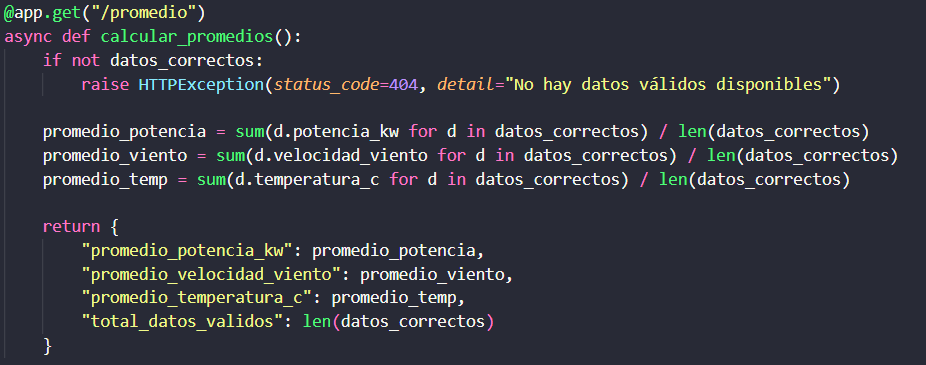 @app.get("/promedio")
async def calcular_promedios():
    if not datos_correctos:
        raise HTTPException(status_code=404, detail="No hay datos válidos disponibles")

    promedio_potencia = sum(d.potencia_kw for d in datos_correctos) / len(datos_correctos)
    promedio_viento = sum(d.velocidad_viento for d in datos_correctos) / len(datos_correctos)
    promedio_temp = sum(d.temperatura_c for d in datos_correctos) / len(datos_correctos)

    return {
        "promedio_potencia_kw": promedio_potencia,
        "promedio_velocidad_viento": promedio_viento,
        "promedio_temperatura_c": promedio_temp,
        "total_datos_validos": len(datos_correctos)
    }